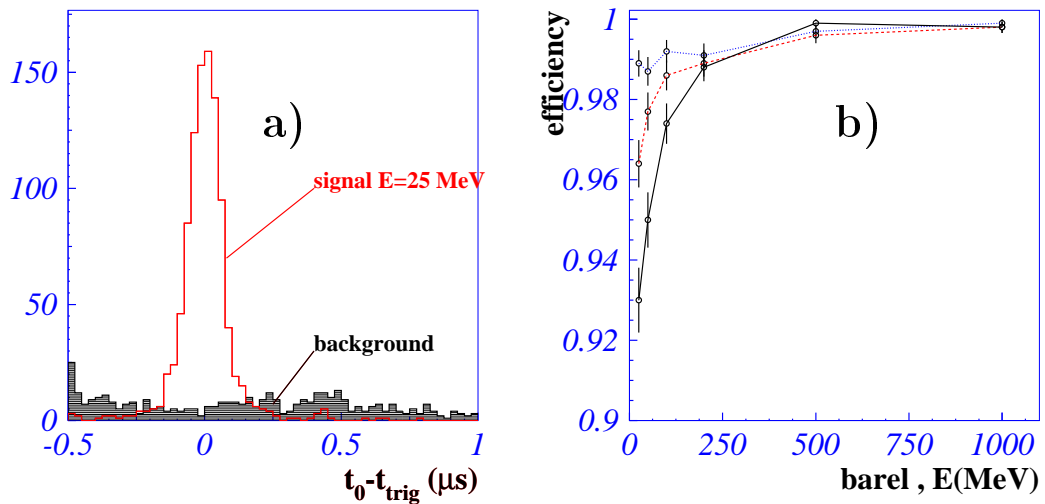 150
100
50
0
-0.5
0
0.5
1
t0-ttrig (μs)
a)
signal E=25 MeV
background
efficiency
1
0.98
0.96
0.94
0.92
0.9
0
250
500
750
1000
barel , E(MeV)
b)